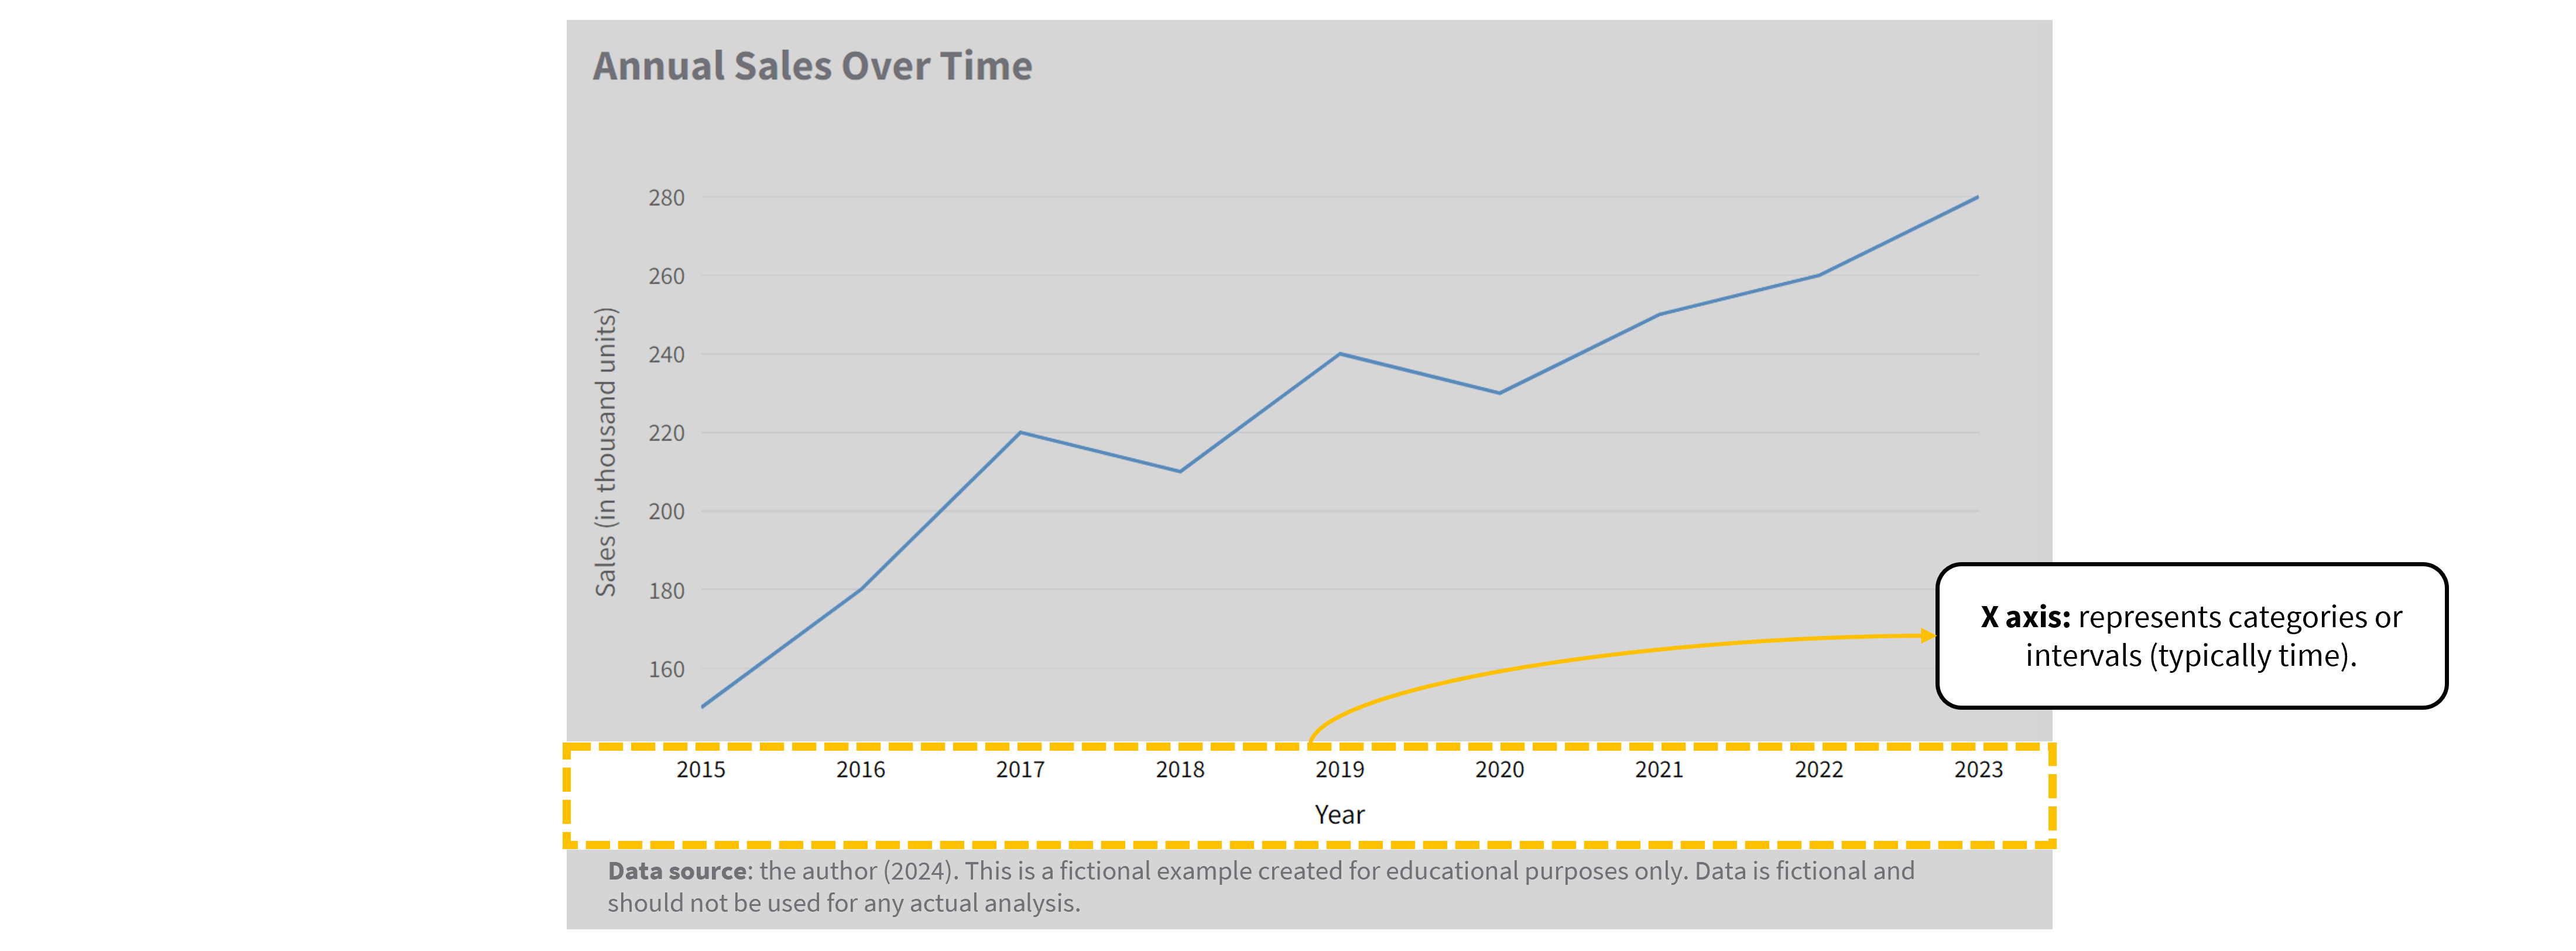 Annual Sales Over Time
Sales (in thousand units)
280
260
240
220
200
180
160
X axis: represents categories or
intervals (typically time).
2015 2016 2017 2018 2019 2020 2021 2022 2023
Year
Data source: the author (2024). This is a fictional example created for educational purposes only. Data is fictional and
should not be used for any actual analysis.